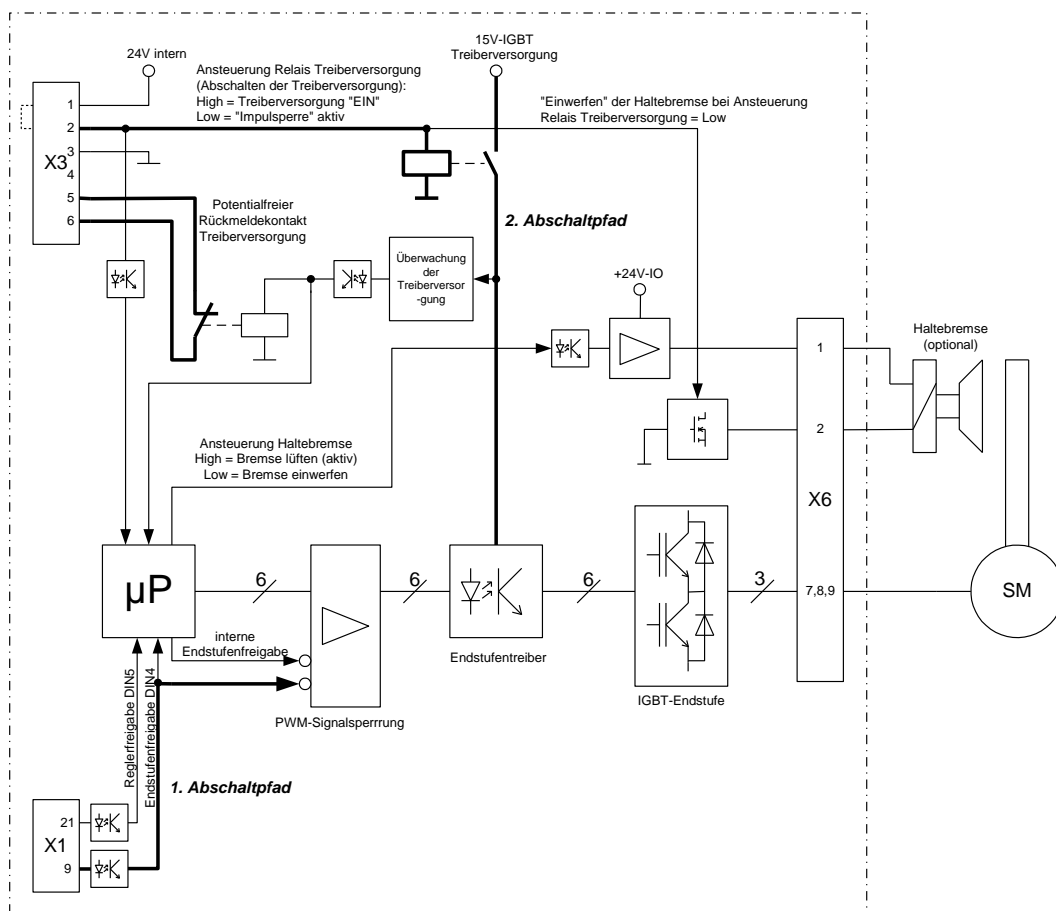 24V intern
Ansteuerung Relais Treiberversorgung
(Abschalten der Treiberversorgung):
High = Treiberversorgung "EIN"
Low = "Impulsperre" aktiv
15V-IGBT
Treiberversorgung
"Einwerfen" der Haltebremse bei Ansteuerung
Relais Treiberversorgung = Low
1
2
3
4
5
6
X3
Potentialfreier
Rückmeldekontakt
Treiberversorgung
2. Abschaltpfad
Überwachung
der
Treiberversor
-gung
+24V-IO
Haltebremse
(optional)
1
2
X6
7,8,9
Ansteuerung Haltebremse
High = Bremse lüften (aktiv)
Low = Bremse einwerfen
µP
6
6
6
3
SM
interne
Endstufenfreigabe
Endstufentreiber
IGBT-Endstufe
PWM-Signalsperrrung
Reglerfreigabe DIN5
Endstufenfreigabe DIN4
1. Abschaltpfad
21
X1
9